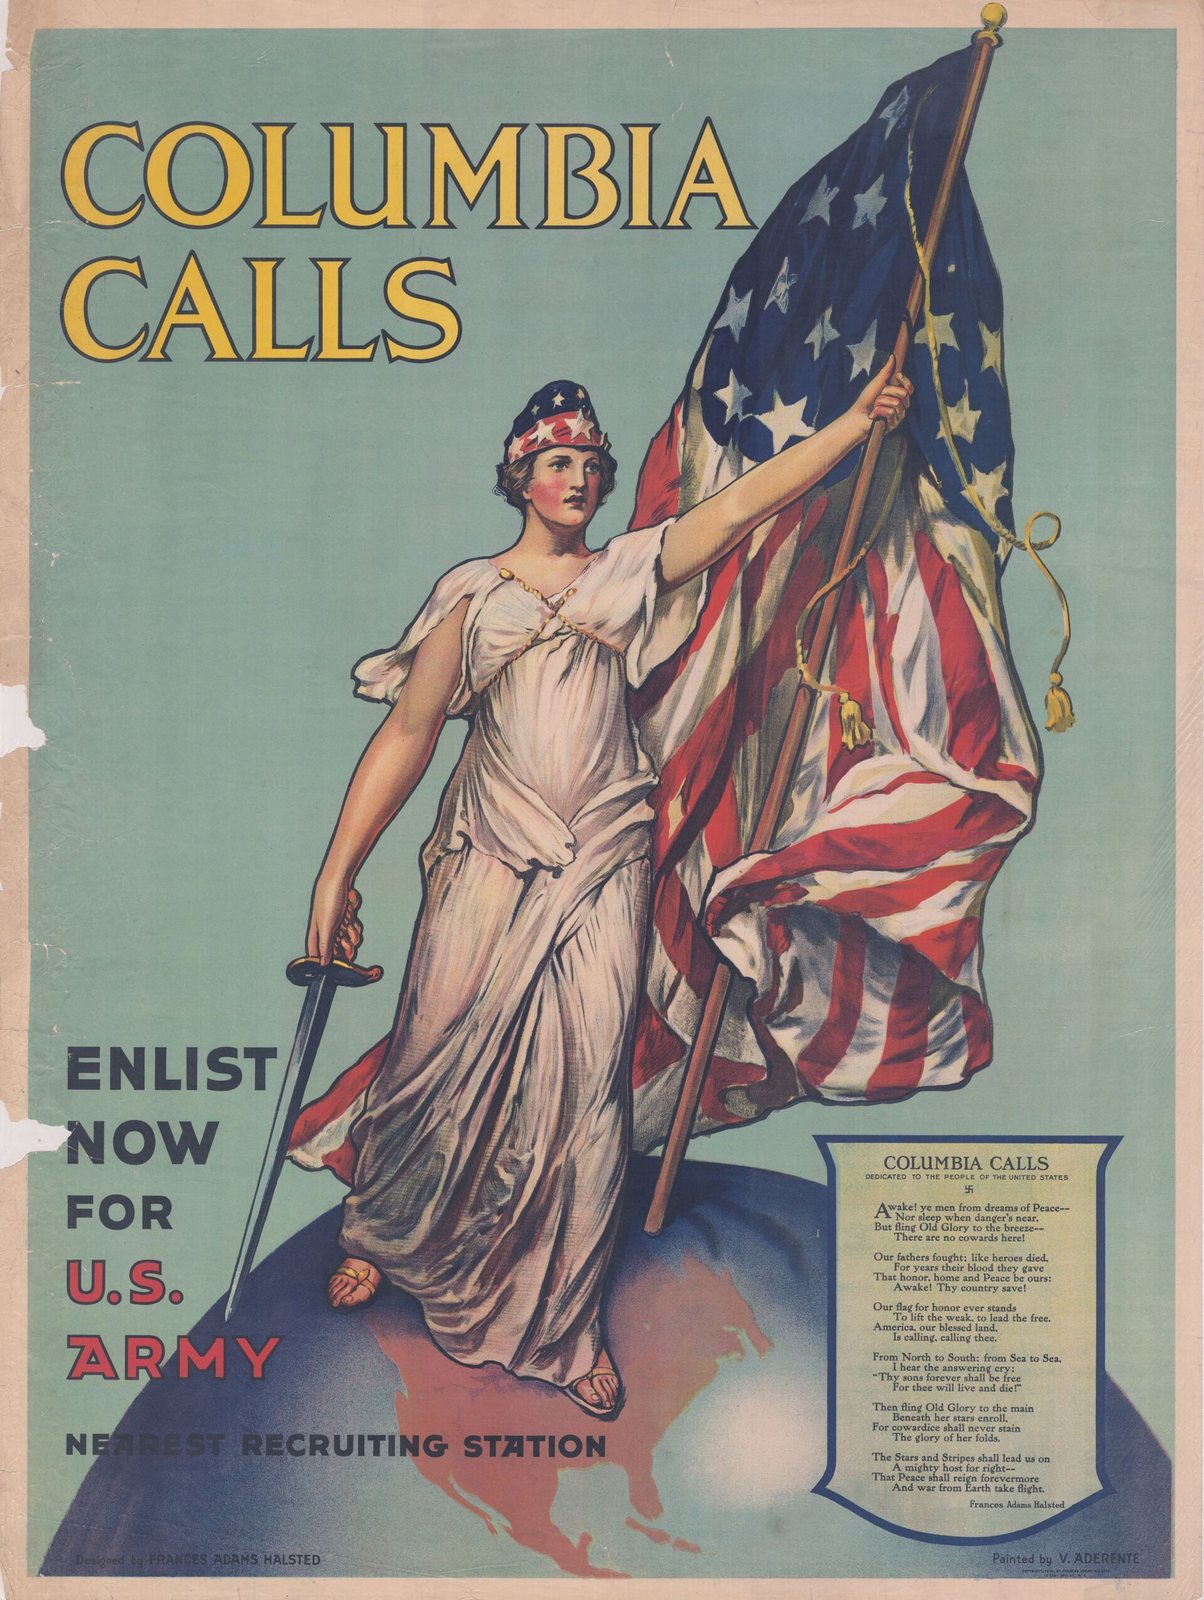 COLUMBIA
CALLS
ENLIST
NOW
FOR
U.S.
ARMY
NEAREST RECRUITING STATION
COLUMBIA CALLS
DEDICATED TO THE PEOPLE OF THE UNITED STATES
卐
Awake! ye men from dreams of Peace--
Nor sleep when danger's near,
But fling Old Glory to the breeze--
There are no cowards here!
Our fathers fought; like heroes died,
For years their blood they gave
That honor, home and Peace be ours:
Awake! Thy country save!
Our flag for honor ever stands
To lift the weak, to lead the free.
America, our blessed land,
Is calling, calling thee.
From North to South; from Sea to Sea,
I hear the answering cry;
"Thy sons forever shall be free
For thee will live and die!"
Then fling Old Glory to the main
Beneath her stars enroll,
For cowardice shall never stain
The glory of her folds.
The Stars and Stripes shall lead us on
A mighty host for right--
That Peace shall reign forevermore
And war from Earth take flight.
Frances Adams Halsted
Designed by FRANCES ADAMS HALSTED
Painted by V. ADERENTE